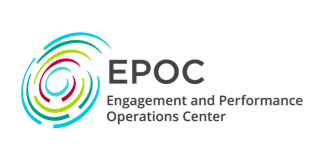 EPOC
Engagement and Performance
Operations Center